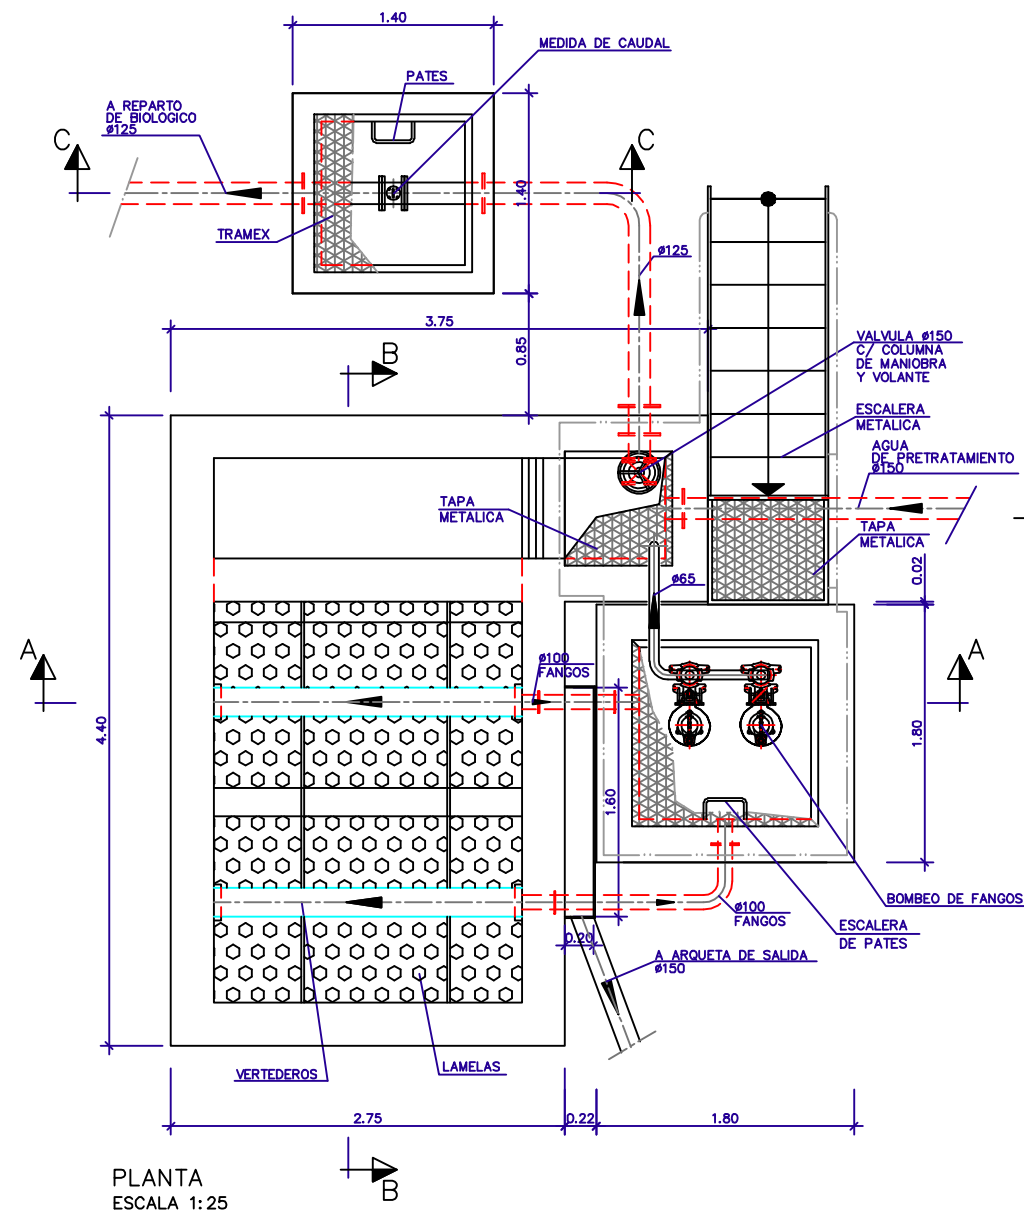 1.40
MEDIDA DE CAUDAL
PATES
A REPARTO
DE BIOLOGICO
ø125
C
C
1.40
TRAMEX
ø125
3.75
0.85
B
VALVULA ø150
C/ COLUMNA
DE MANIOBRA
Y VOLANTE
ESCALERA
METALICA
AGUA
DE PRETRATAMIENTO
ø150
TAPA
METALICA
TAPA
METALICA
0.02
ø65
A
ø100
FANGOS
A
4.40
1.80
1.60
BOMBEO DE FANGOS
ø100
FANGOS
ESCALERA
DE PATES
0.20
A ARQUETA DE SALIDA
ø150
VERTEDEROS
LAMELAS
2.75
0.22
1.80
B
PLANTA
ESCALA 1:25